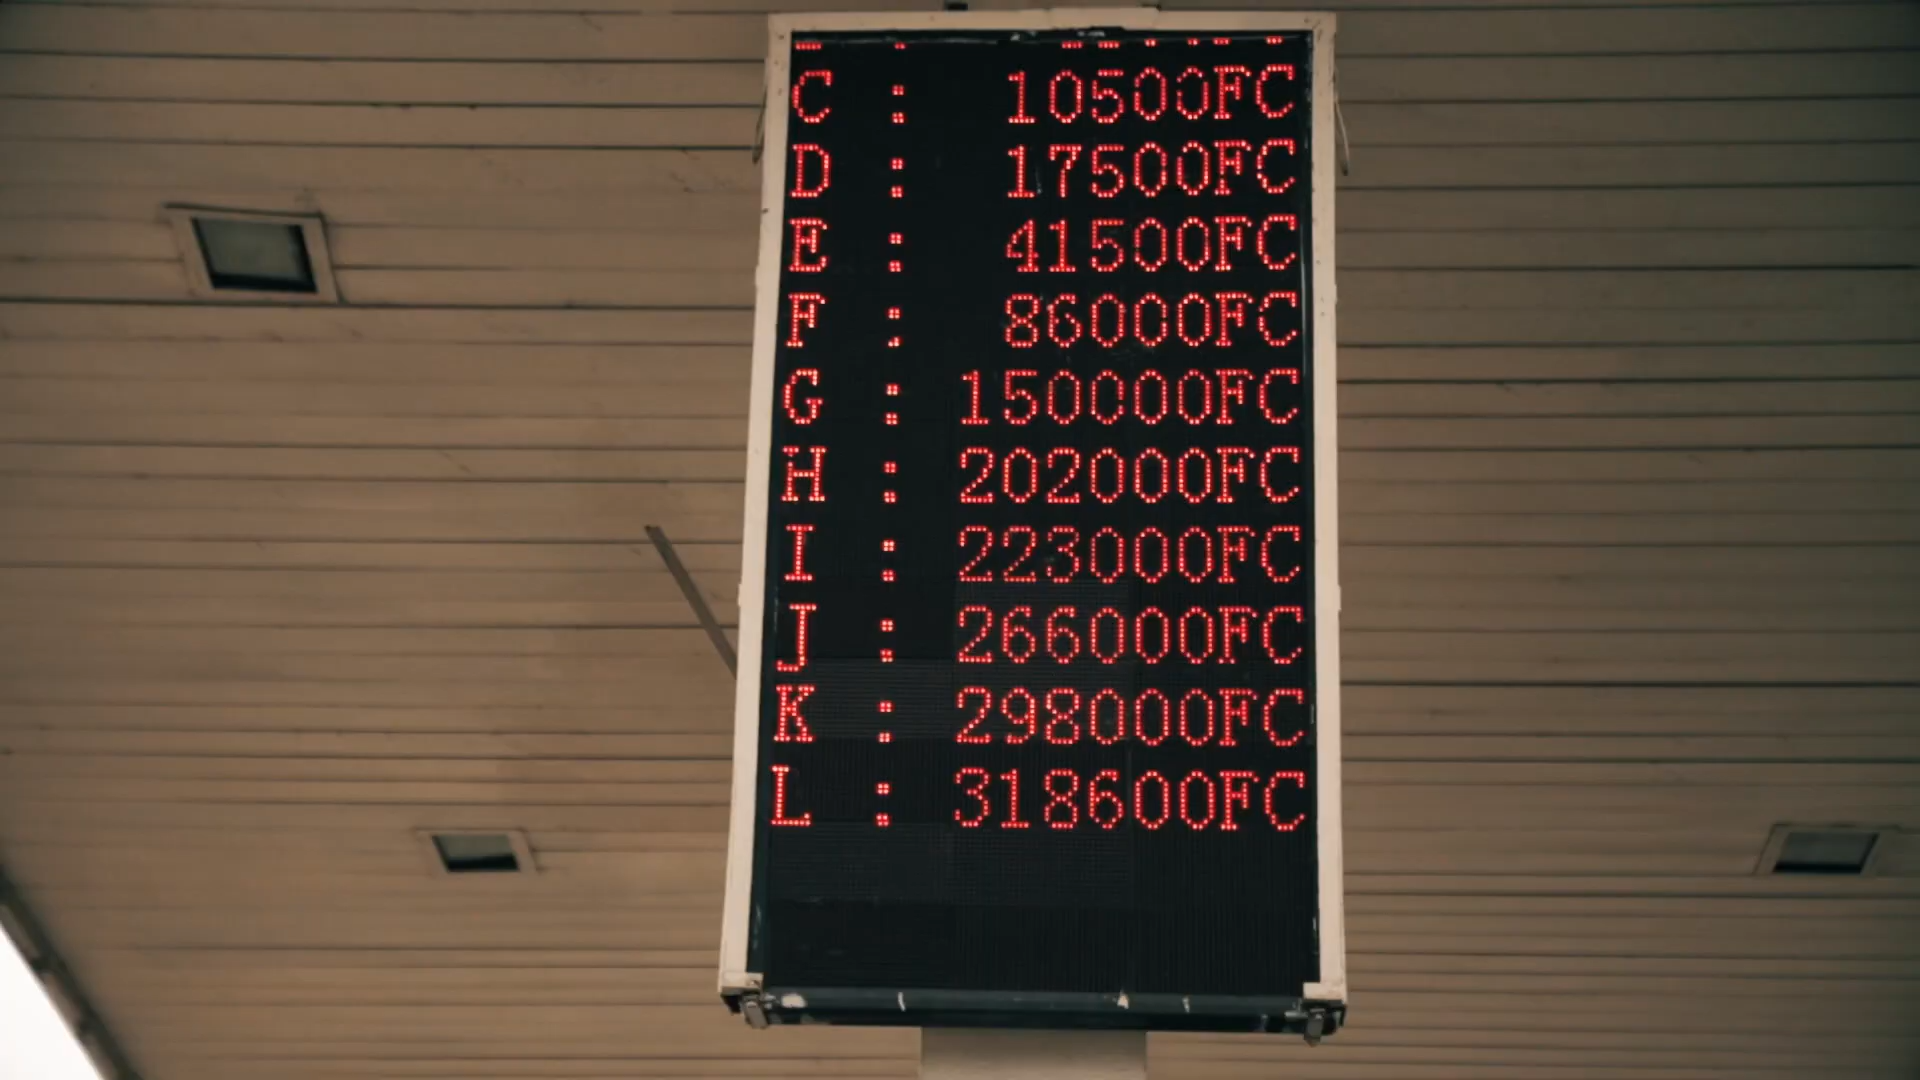 C : 10500FC
D : 17500FC
E : 41500FC
F : 86000FC
G : 150000FC
H : 202000FC
I : 223000FC
J : 266000FC
K : 298000FC
L : 318600FC